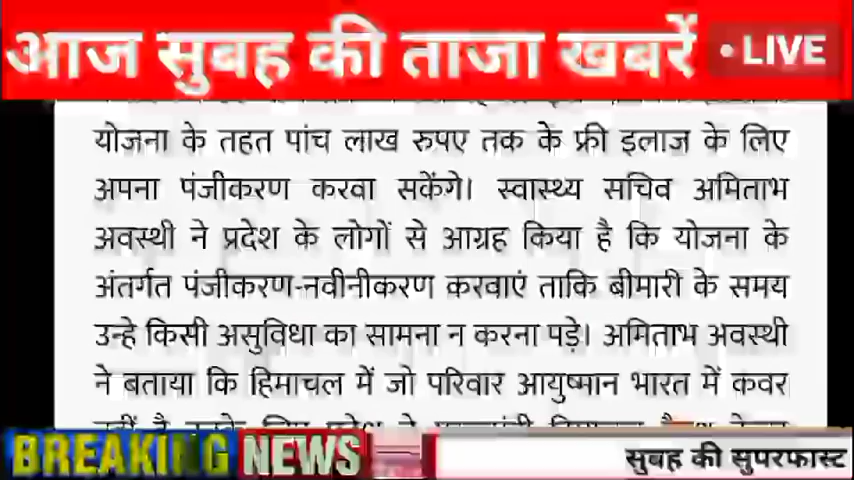 आज सुबह की ताजा खबरें • LIVE
योजना के तहत पांच लाख रुपए तक के फ्री इलाज के लिए
अपना पंजीकरण करवा सकेंगे। स्वास्थ्य सचिव अमिताभ
अवस्थी ने प्रदेश के लोगों से आग्रह किया है कि योजना के
अंतर्गत पंजीकरण-नवीनीकरण करवाएं ताकि बीमारी के समय
उन्हे किसी असुविधा का सामना न करना पड़े। अमिताभ अवस्थी
ने बताया कि हिमाचल में जो परिवार आयुष्मान भारत में कवर
BREAKING NEWS
सुबह की सुपरफास्ट